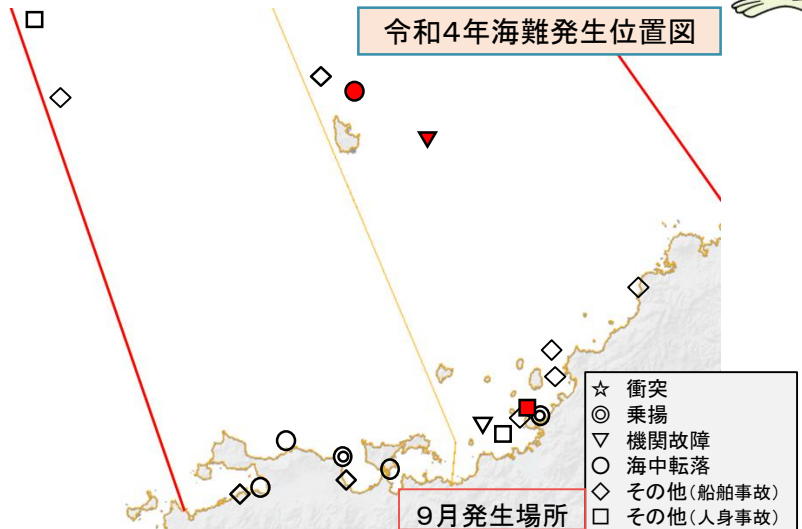 令和4年海難発生位置図
☆ 衝突
◎ 乗揚
▽ 機関故障
○ 海中転落
◇ その他(船舶事故)
□ その他(人身事故)
9月発生場所